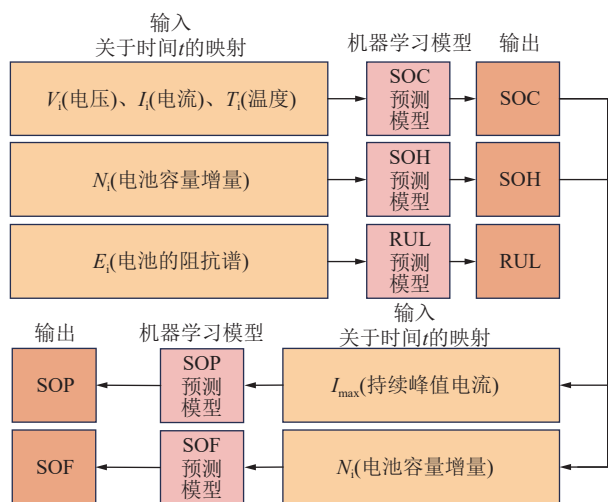 输入
关于时间t的映射
机器学习模型
输出
Vi(电压)、Ii(电流)、Ti(温度)
SOC
预测
模型
SOC
Ni(电池容量增量)
SOH
预测
模型
SOH
Ei(电池的阻抗谱)
RUL
预测
模型
RUL
输出
机器学习模型
输入
关于时间t的映射
SOP
SOP
预测
模型
Imax(持续峰值电流)
SOF
SOF
预测
模型
Ni(电池容量增量)